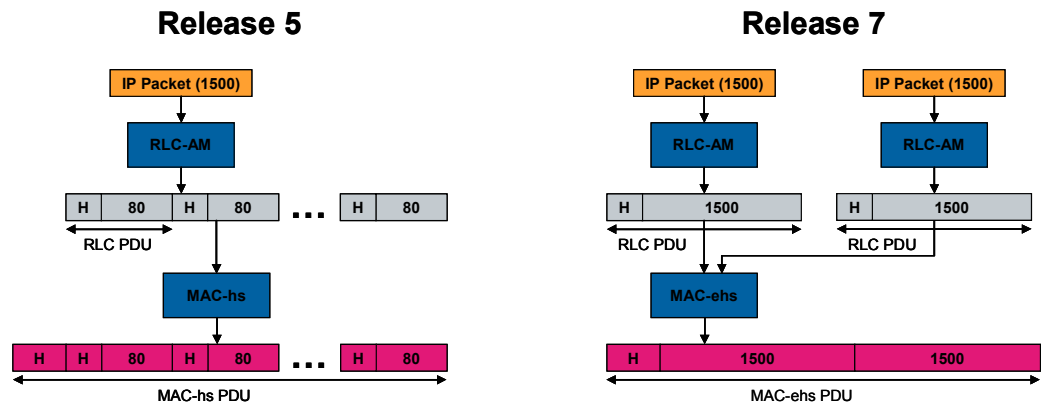 Release 5
Release 7
IP Packet (1500)
IP Packet (1500)
IP Packet (1500)
RLC-AM
RLC-AM
RLC-AM
H 80 H 80 ... H 80
H 1500
H 1500
RLC PDU
RLC PDU
RLC PDU
MAC-hs
MAC-ehs
H H 80 H 80 ... H 80
H 1500 1500
MAC-hs PDU
MAC-ehs PDU